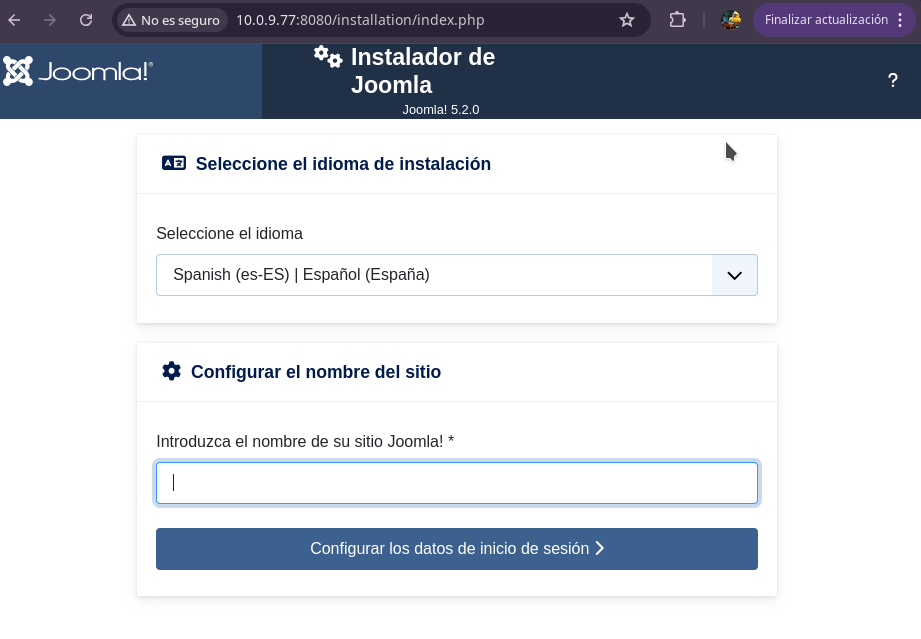 No es seguro
10.0.9.77:8080/installation/index.php
Finalizar actualización
Joomla!®
Instalador de
Joomla
Joomla! 5.2.0
?
Seleccione el idioma de instalación
Seleccione el idioma
Spanish (es-ES) | Español (España)
Configurar el nombre del sitio
Introduzca el nombre de su sitio Joomla! *
Configurar los datos de inicio de sesión